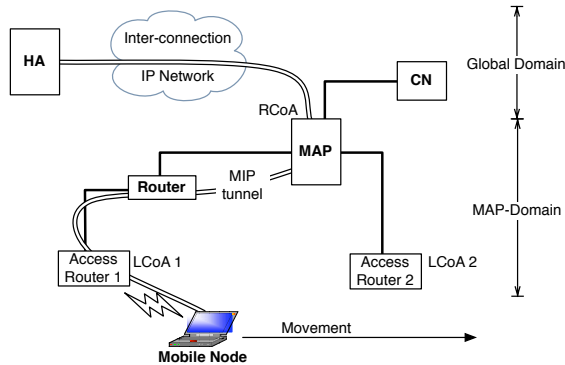 Inter-connection
IP Network
HA
Global Domain
CN
RCoA
MAP
MIP
tunnel
Router
MAP-Domain
Access
Router 1
LCoA 1
Access
Router 2
LCoA 2
Movement
Mobile Node